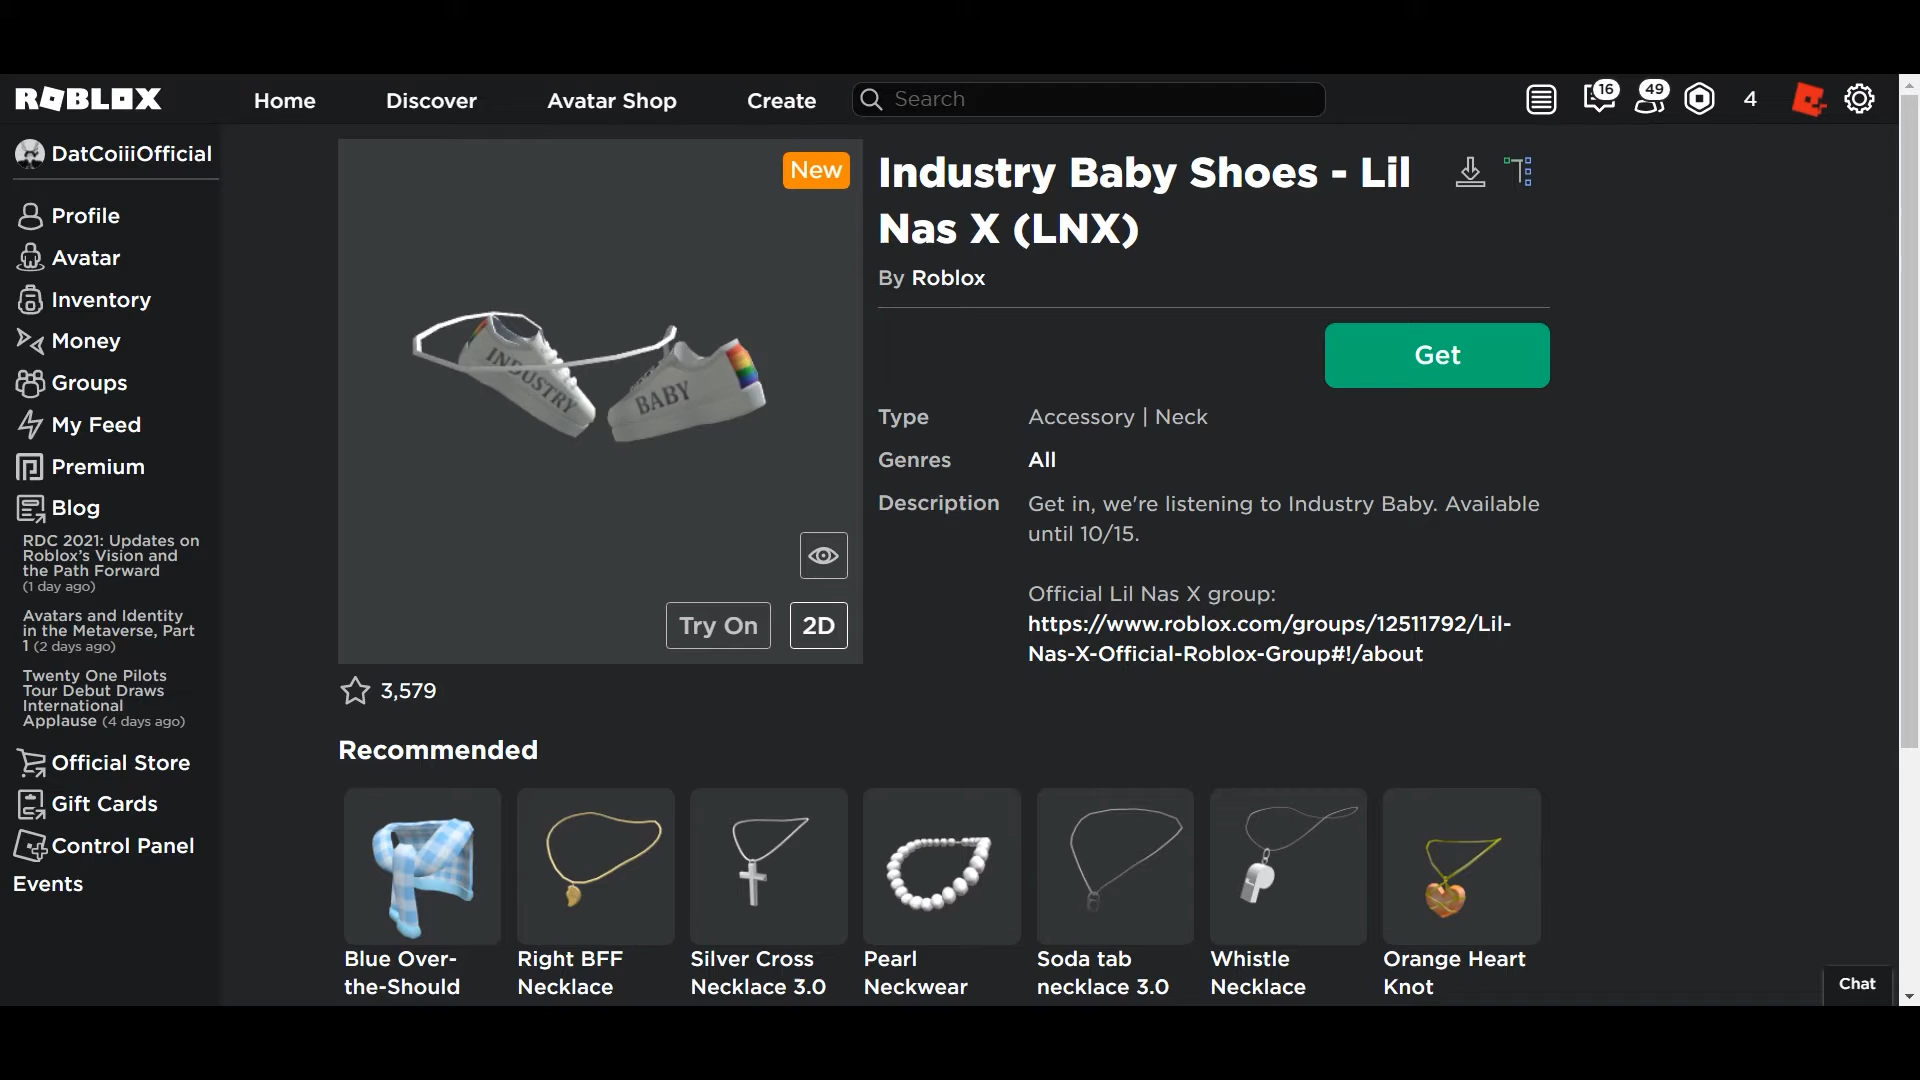 ROBLOX
Home
Discover
Avatar Shop
Create
Search
16
49
4
DatCoiiiOfficial
Profile
Avatar
Inventory
Money
Groups
My Feed
Premium
Blog
RDC 2021: Updates on
Roblox's Vision and
the Path Forward
(1 day ago)
Avatars and Identity
in the Metaverse, Part
1 (2 days ago)
Twenty One Pilots
Tour Debut Draws
International
Applause (4 days ago)
Official Store
Gift Cards
Control Panel
Events
New
INDUSTRY
BABY
Try On
2D
3,579
Industry Baby Shoes - Lil
Nas X (LNX)
By Roblox
Get
Type
Accessory | Neck
Genres
All
Description
Get in, we're listening to Industry Baby. Available
until 10/15.
Official Lil Nas X group:
https://www.roblox.com/groups/12511792/Lil-
Nas-X-Official-Roblox-Group#!/about
Recommended
Blue Over-
the-Should
Right BFF
Necklace
Silver Cross
Necklace 3.0
Pearl
Neckwear
Soda tab
necklace 3.0
Whistle
Necklace
Orange Heart
Knot
Chat